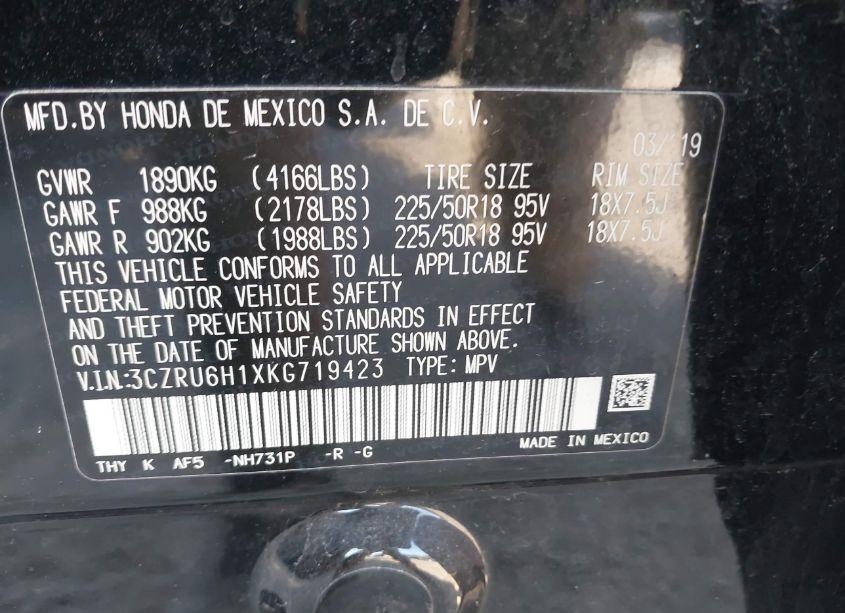 MFD.BY HONDA DE MEXICO S.A. DE C.V.
03/'19
GVWR 1890KG (4166LBS) TIRE SIZE RIM SIZE
GAWR F 988KG (2178LBS) 225/50R18 95V 18X7.5J
GAWR R 902KG (1988LBS) 225/50R18 95V 18X7.5J
THIS VEHICLE CONFORMS TO ALL APPLICABLE
FEDERAL MOTOR VEHICLE SAFETY
AND THEFT PREVENTION STANDARDS IN EFFECT
ON THE DATE OF MANUFACTURE SHOWN ABOVE.
V.I.N.:3CZRU6H1XKG719423 TYPE: MPV
THY K AF5 -NH731P -R -G MADE IN MEXICO